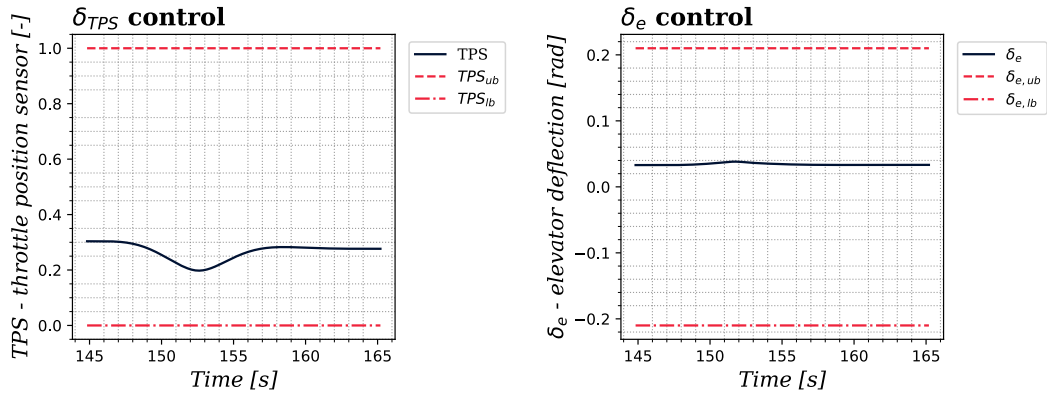 δTPS control
TPS - throttle position sensor [-]
1.0
0.8
0.6
0.4
0.2
0.0
145 150 155 160 165
Time [s]
TPS
TPSub
TPSlb
δe control
δe - elevator deflection [rad]
0.2
0.1
0.0
−0.1
−0.2
145 150 155 160 165
Time [s]
δe
δe,ub
δe,lb